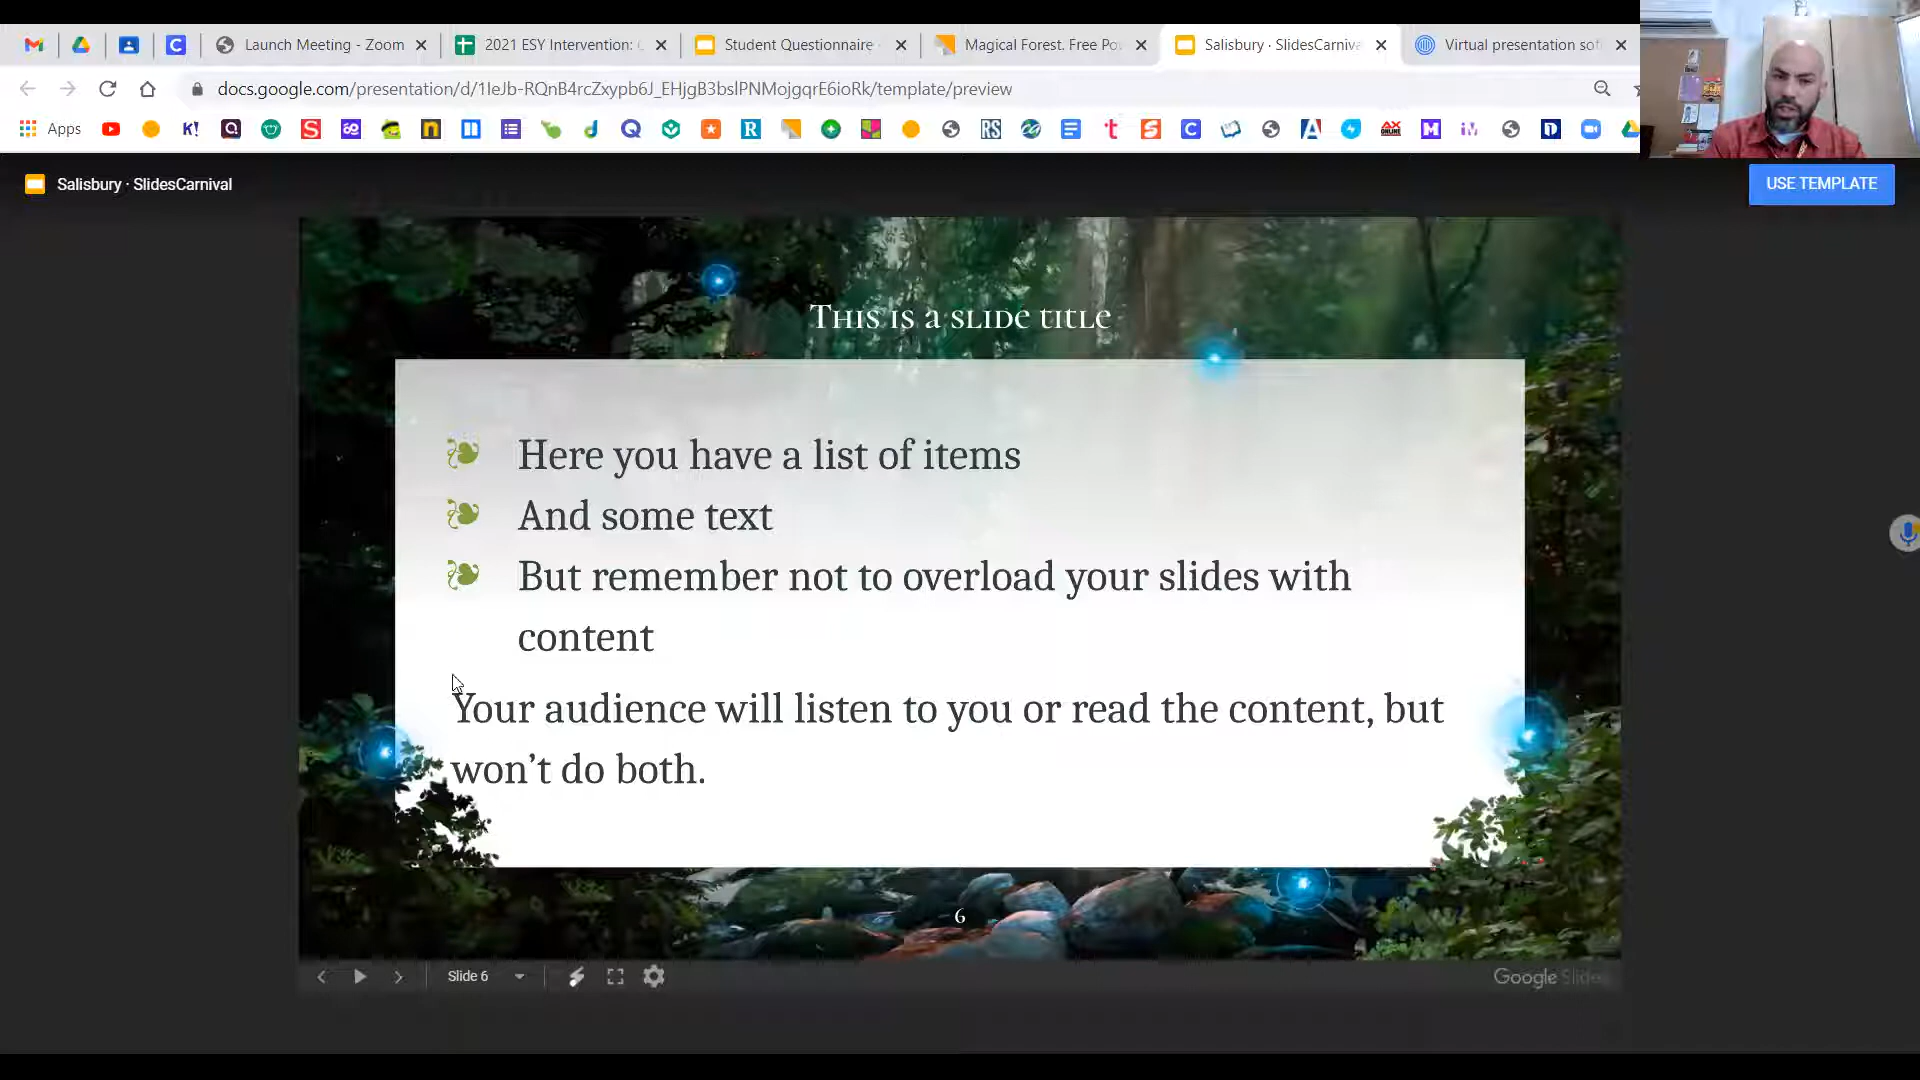 Launch Meeting - Zoom
2021 ESY Intervention:
Student Questionnaire
Magical Forest. Free Po
Salisbury · SlidesCarniva
Virtual presentation sof
docs.google.com/presentation/d/1IeJb-RQnB4rcZxypb6J_EHjgB3bslPNMojgqrE6ioRk/template/preview
Apps
Salisbury · SlidesCarnival
USE TEMPLATE
This is a slide title
Here you have a list of items
And some text
But remember not to overload your slides with
content
Your audience will listen to you or read the content, but
won't do both.
6
Slide 6
Google Slides